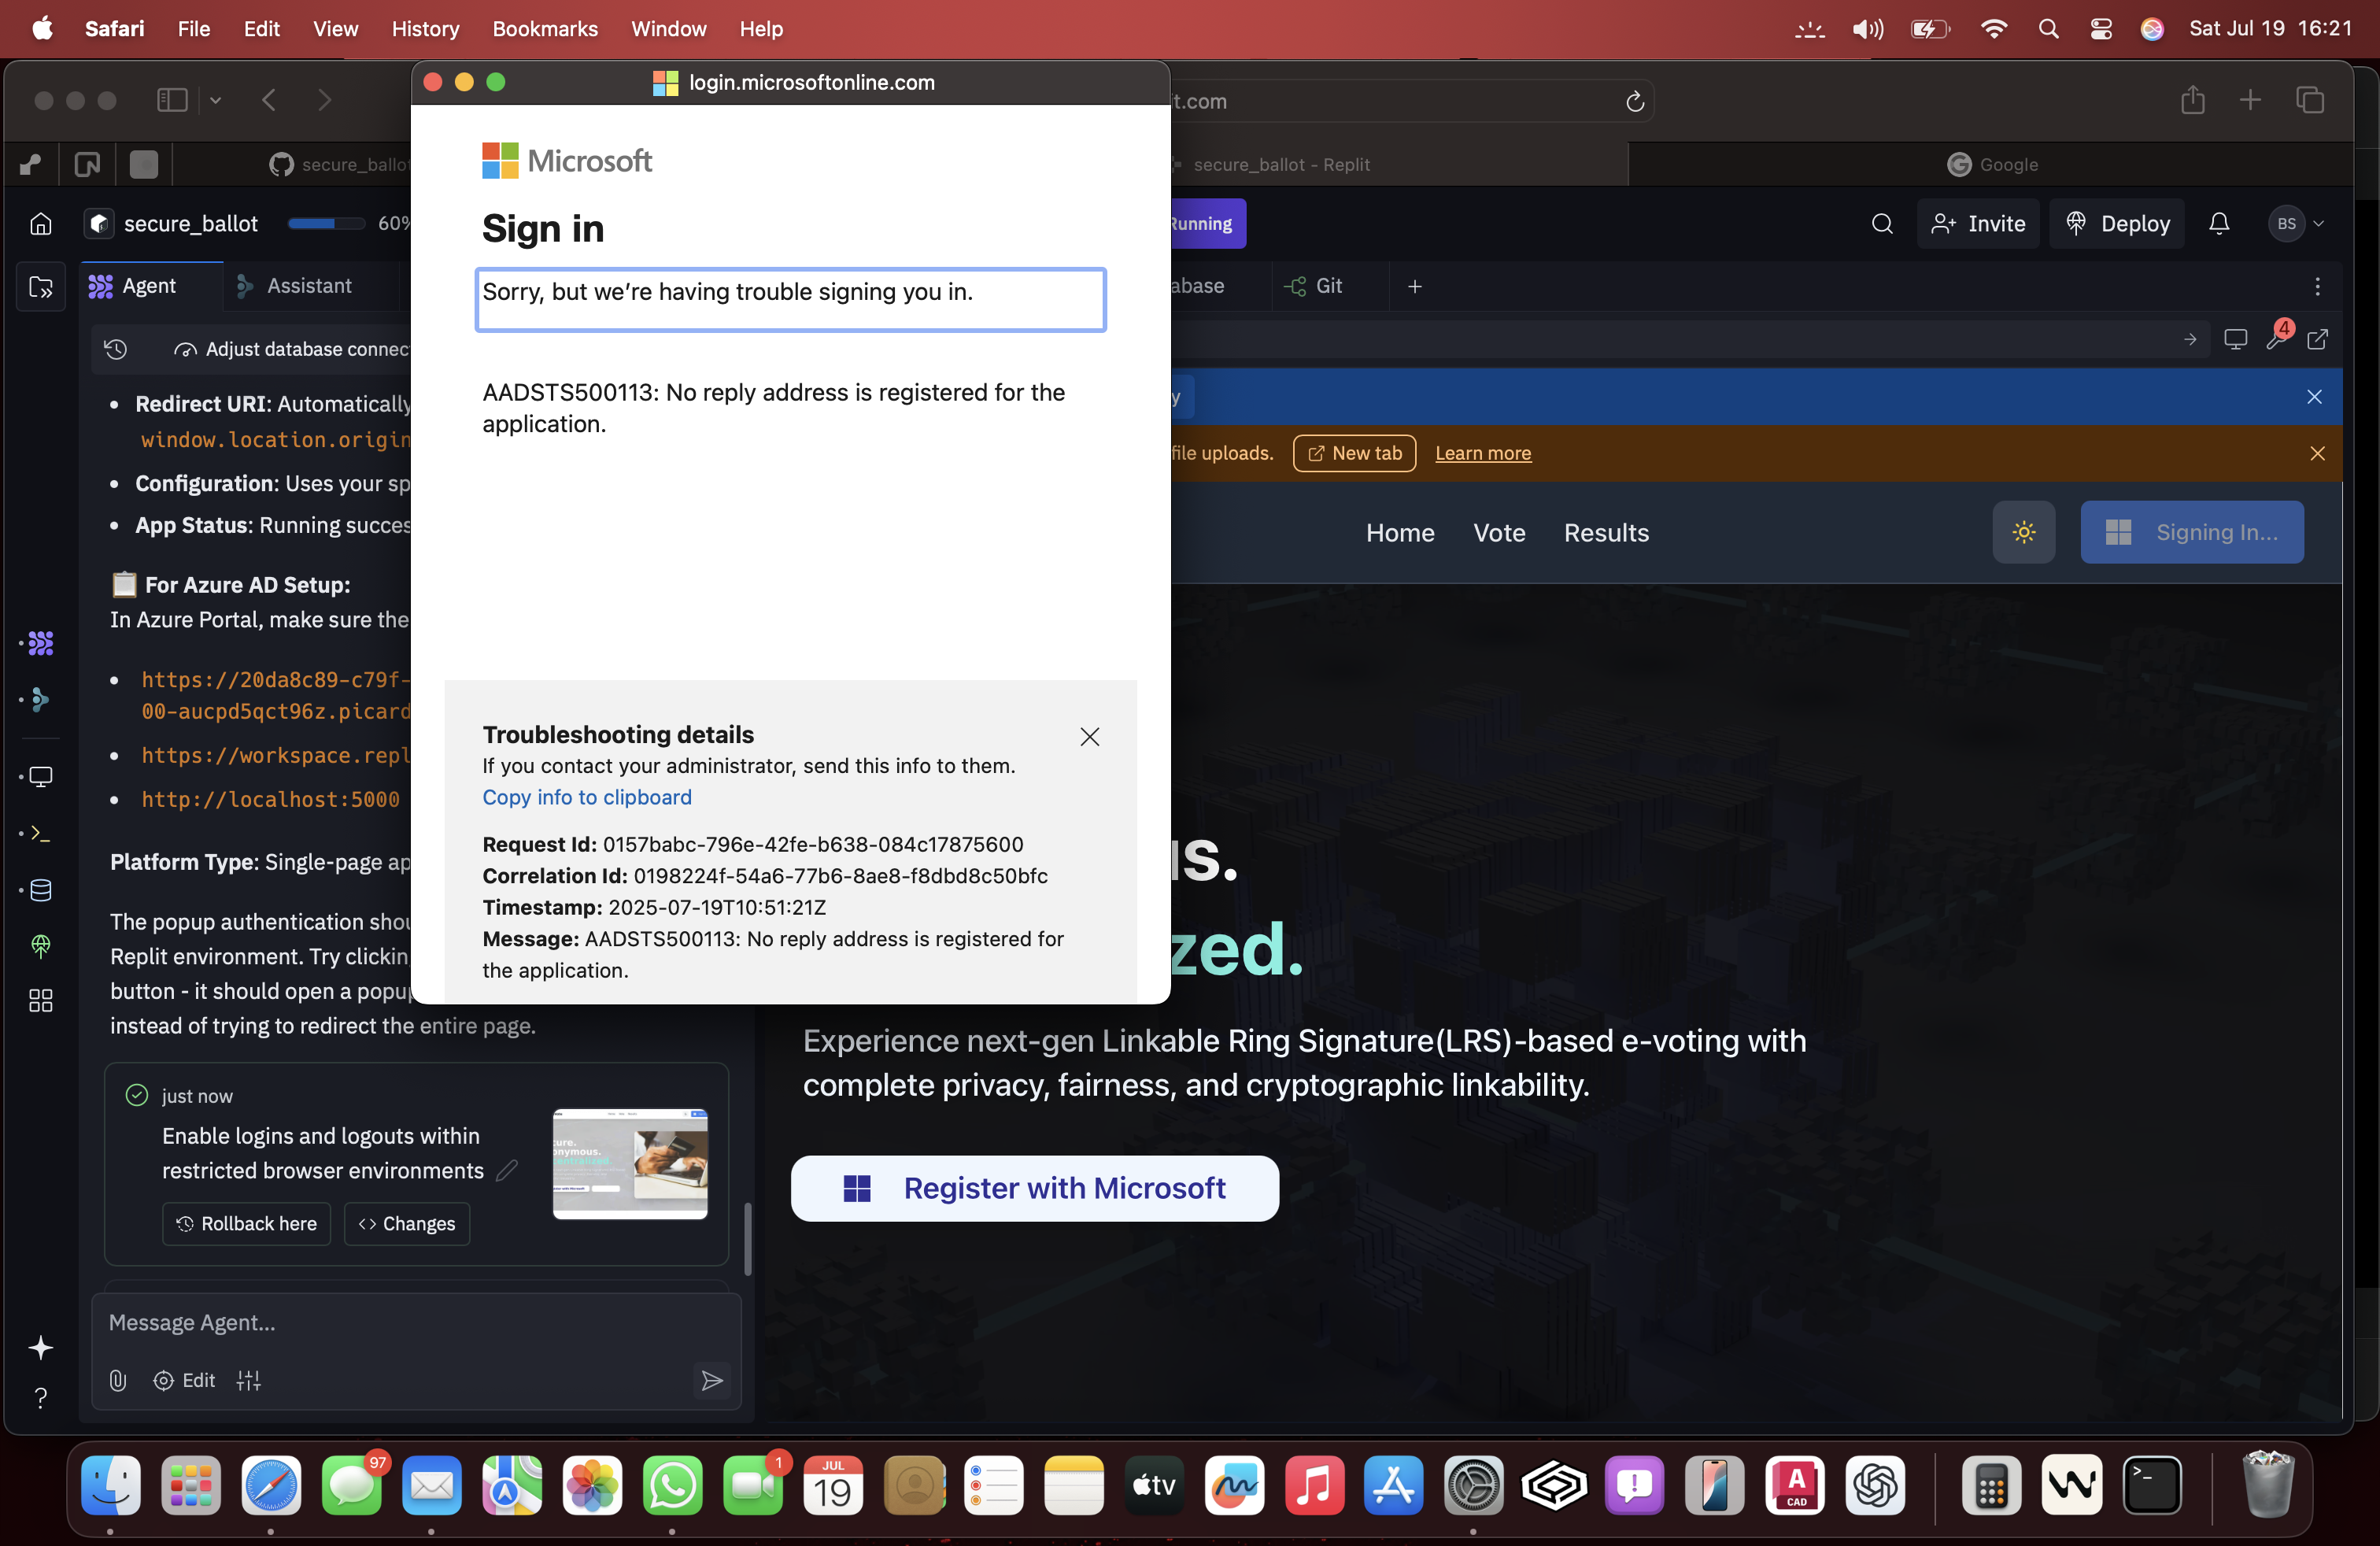 Safari File Edit View History Bookmarks Window Help
Sat Jul 19 16:21
login.microsoftonline.com
t.com
secure_ballot
secure_ballot - Replit
Google
Microsoft
Sign in
Sorry, but we're having trouble signing you in.
AADSTS500113: No reply address is registered for the
application.
Troubleshooting details
If you contact your administrator, send this info to them.
Copy info to clipboard
Request Id: 0157babc-796e-42fe-b638-084c17875600
Correlation Id: 0198224f-54a6-77b6-8ae8-f8dbd8c50bfc
Timestamp: 2025-07-19T10:51:21Z
Message: AADSTS500113: No reply address is registered for
the application.
secure_ballot 60%
Running
Invite
Deploy
BS
Agent
Assistant
abase
Git
4
Adjust database connec
Redirect URI: Automatically
window.location.origin
Configuration: Uses your sp
App Status: Running succes
For Azure AD Setup:
In Azure Portal, make sure the
https://20da8c89-c79f-
00-aucpd5qct96z.picard
https://workspace.repl
http://localhost:5000
Platform Type: Single-page ap
The popup authentication shou
Replit environment. Try clickin
button - it should open a popup
instead of trying to redirect the entire page.
just now
Enable logins and logouts within
restricted browser environments
Rollback here
Changes
Message Agent...
Edit
y
file uploads.
New tab
Learn more
Home
Vote
Results
Signing In...
us.
zed.
Experience next-gen Linkable Ring Signature(LRS)-based e-voting with
complete privacy, fairness, and cryptographic linkability.
Register with Microsoft
97
1
JUL
19
tv
A
CAD